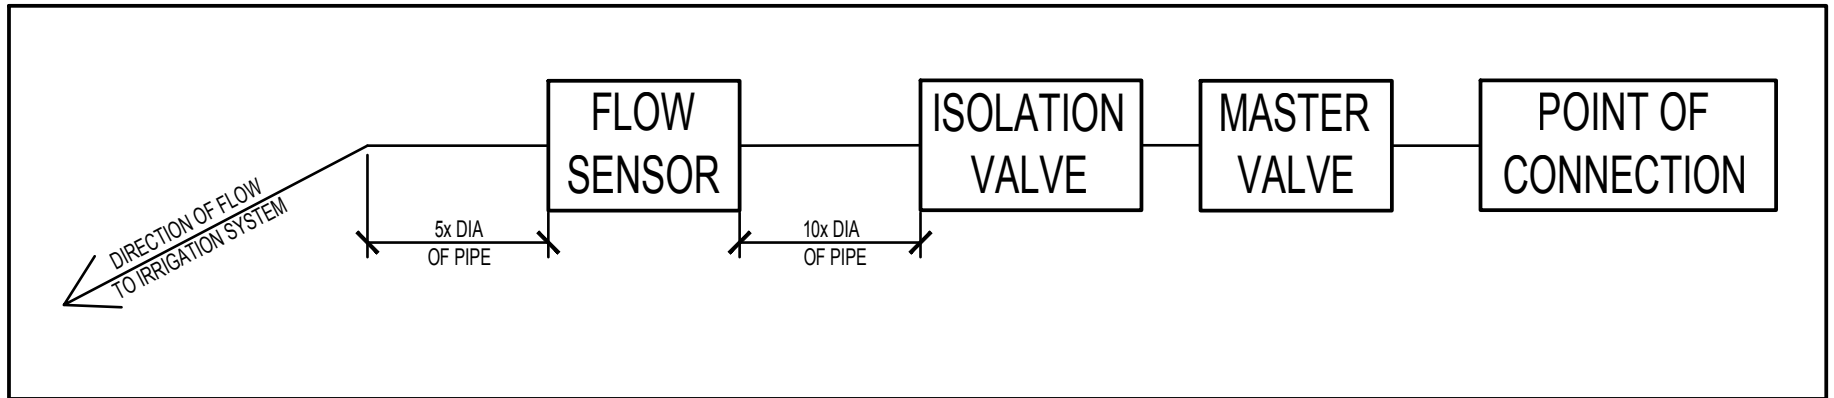 FLOW
SENSOR
ISOLATION
VALVE
MASTER
VALVE
POINT OF
CONNECTION
DIRECTION OF FLOW
TO IRRIGATION SYSTEM
5x DIA
OF PIPE
10x DIA
OF PIPE